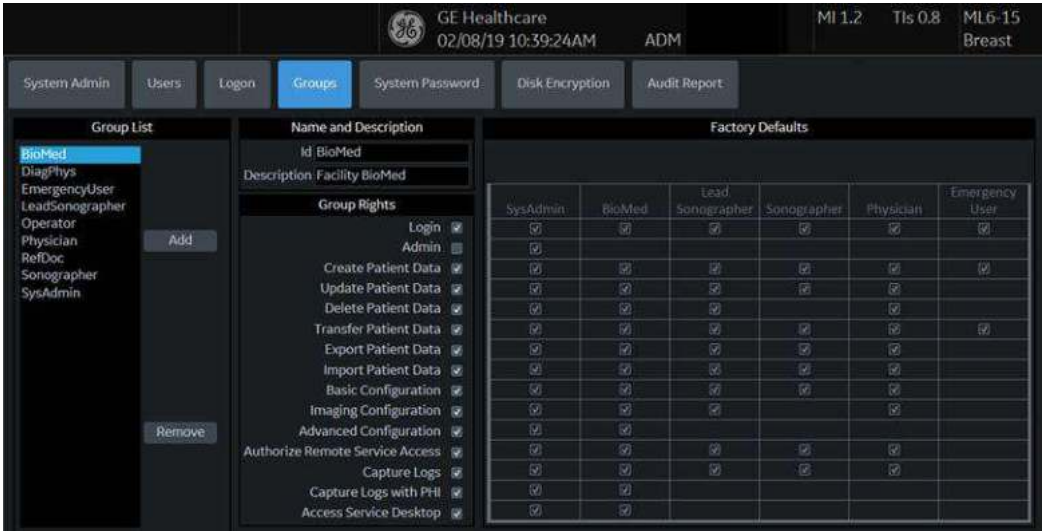 GE Healthcare
02/08/19 10:39:24AM ADM
MI 1.2 TIs 0.8 ML6-15
Breast
System Admin Users Logon Groups System Password Disk Encryption Audit Report
Group List
BioMed
DiagPhys
EmergencyUser
LeadSonographer
Operator
Physician
RefDoc
Sonographer
SysAdmin
Add
Remove
Name and Description
Id BioMed
Description Facility BioMed
Group Rights
Login
Admin
Create Patient Data
Update Patient Data
Delete Patient Data
Transfer Patient Data
Export Patient Data
Import Patient Data
Basic Configuration
Imaging Configuration
Advanced Configuration
Authorize Remote Service Access
Capture Logs
Capture Logs with PHI
Access Service Desktop
Factory Defaults
SysAdmin BioMed Lead Sonographer Sonographer Physician Emergency User